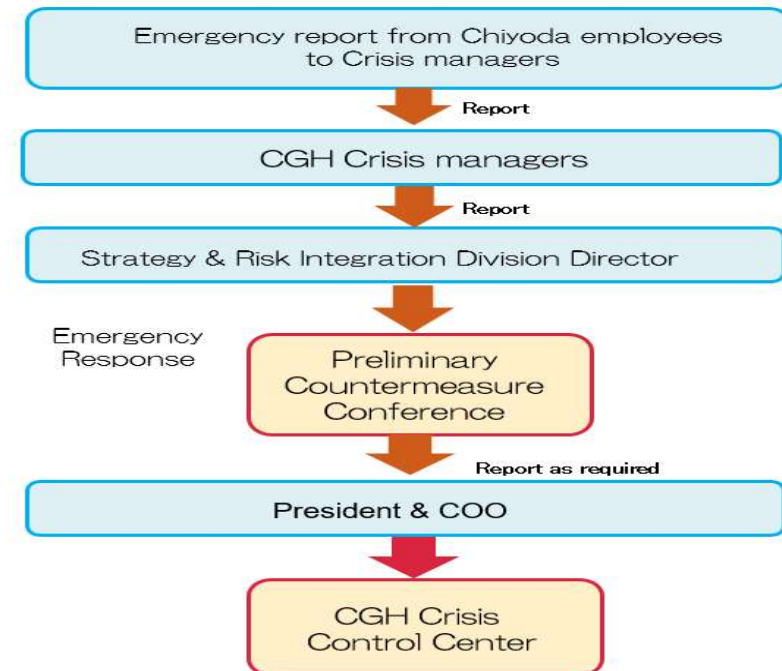 Emergency report from Chiyoda employees
to Crisis managers
Report
CGH Crisis managers
Report
Strategy & Risk Integration Division Director
Emergency
Response
Preliminary
Countermeasure
Conference
Report as required
President & COO
CGH Crisis
Control Center